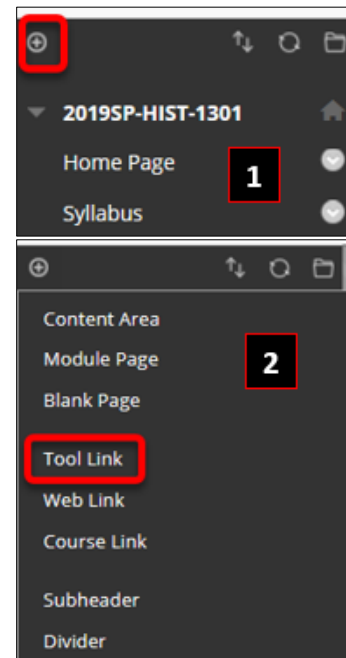 2019SP-HIST-1301
Home Page
1
Syllabus
Content Area
Module Page
2
Blank Page
Tool Link
Web Link
Course Link
Subheader
Divider